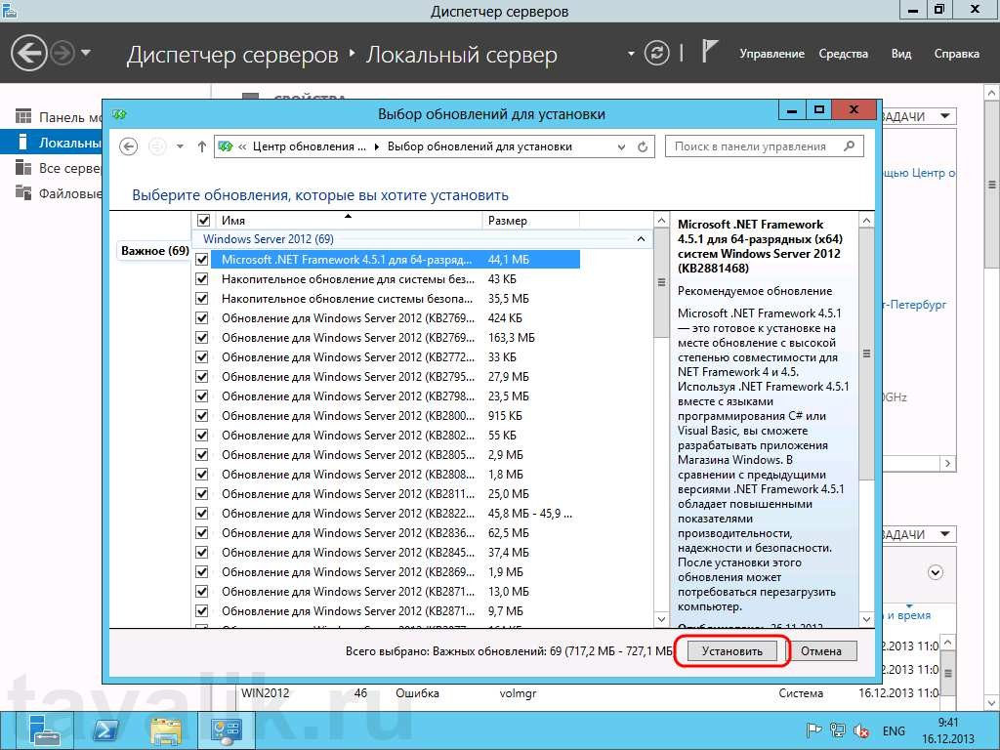 Диспетчер серверов
Диспетчер серверов ‣ Локальный сервер
Управление Средства Вид Справка
СВОЙСТВА
Панель мо
Локальны
Все серве
Файловые
ЗАДАЧИ
щью Центр о
т-Петербург
0GHz
ЗАДАЧИ
а и время
Выбор обновлений для установки
« Центр обновления ... ‣ Выбор обновлений для установки
Поиск в панели управления
Выберите обновления, которые вы хотите установить
Важное (69)
Имя Размер
Windows Server 2012 (69)
Microsoft .NET Framework 4.5.1 для 64-разряд... 44,1 МБ
Накопительное обновление для системы без... 43 КБ
Накопительное обновление системы безопа... 35,5 МБ
Обновление для Windows Server 2012 (KB2769... 424 КБ
Обновление для Windows Server 2012 (KB2769... 163,3 МБ
Обновление для Windows Server 2012 (KB2772... 33 КБ
Обновление для Windows Server 2012 (KB2795... 27,9 МБ
Обновление для Windows Server 2012 (KB2798... 23,5 МБ
Обновление для Windows Server 2012 (KB2800... 915 КБ
Обновление для Windows Server 2012 (KB2802... 55 КБ
Обновление для Windows Server 2012 (KB2805... 2,9 МБ
Обновление для Windows Server 2012 (KB2808... 1,8 МБ
Обновление для Windows Server 2012 (KB2811... 25,0 МБ
Обновление для Windows Server 2012 (KB2822... 45,8 МБ - 45,9 ...
Обновление для Windows Server 2012 (KB2836... 62,5 МБ
Обновление для Windows Server 2012 (KB2845... 37,4 МБ
Обновление для Windows Server 2012 (KB2869... 1,9 МБ
Обновление для Windows Server 2012 (KB2871... 13,0 МБ
Обновление для Windows Server 2012 (KB2871... 9,7 МБ
Microsoft .NET Framework
4.5.1 для 64-разрядных (x64)
систем Windows Server 2012
(KB2881468)
Рекомендуемое обновление
Microsoft .NET Framework 4.5.1
— это готовое к установке на
месте обновление с высокой
степенью совместимости для
.NET Framework 4 и 4.5.
Используя .NET Framework 4.5.1
вместе с языками
программирования C# или
Visual Basic, вы сможете
разрабатывать приложения
Магазина Windows. В
сравнении с предыдущими
версиями .NET Framework 4.5.1
обладает повышенными
показателями
производительности,
надежности и безопасности.
После установки этого
обновления может
потребоваться перезагрузить
компьютер.
Опубликовано: 26.11.2013
Всего выбрано: Важных обновлений: 69 (717,2 МБ - 727,1 МБ
Установить Отмена
.12.2013 11:0
.12.2013 11:0
WIN2012 46 Ошибка volmgr Система 16.12.2013 11:0
tavalik.ru
ENG
9:41
16.12.2013